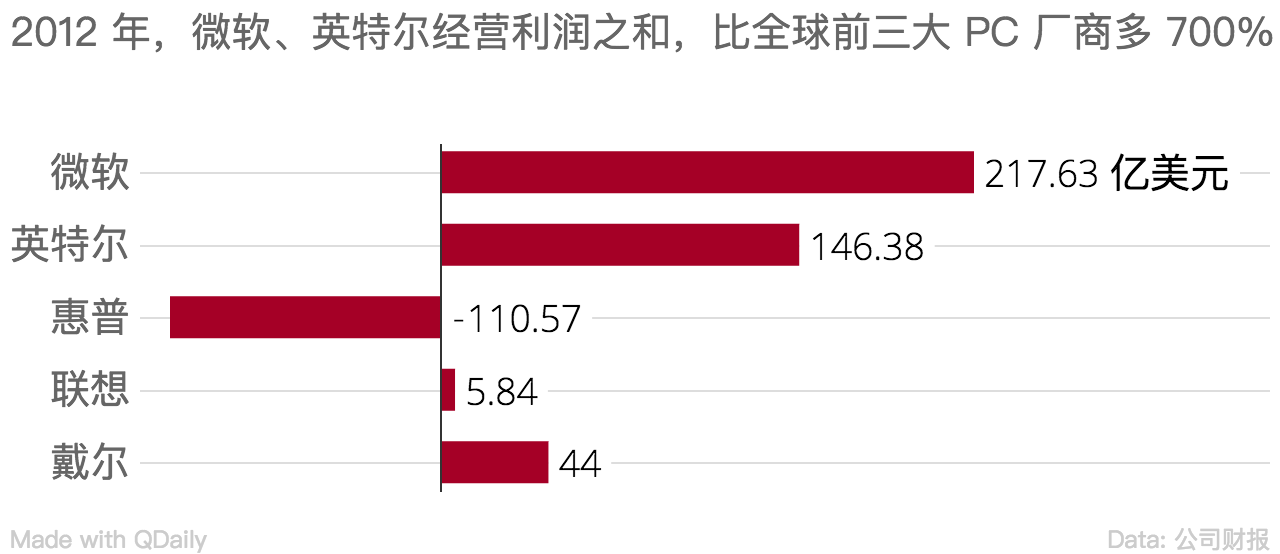 2012 年，微软、英特尔经营利润之和，比全球前三大 PC 厂商多 700%
微软 217.63 亿美元
英特尔 146.38
惠普 -110.57
联想 5.84
戴尔 44
Made with QDaily Data: 公司财报